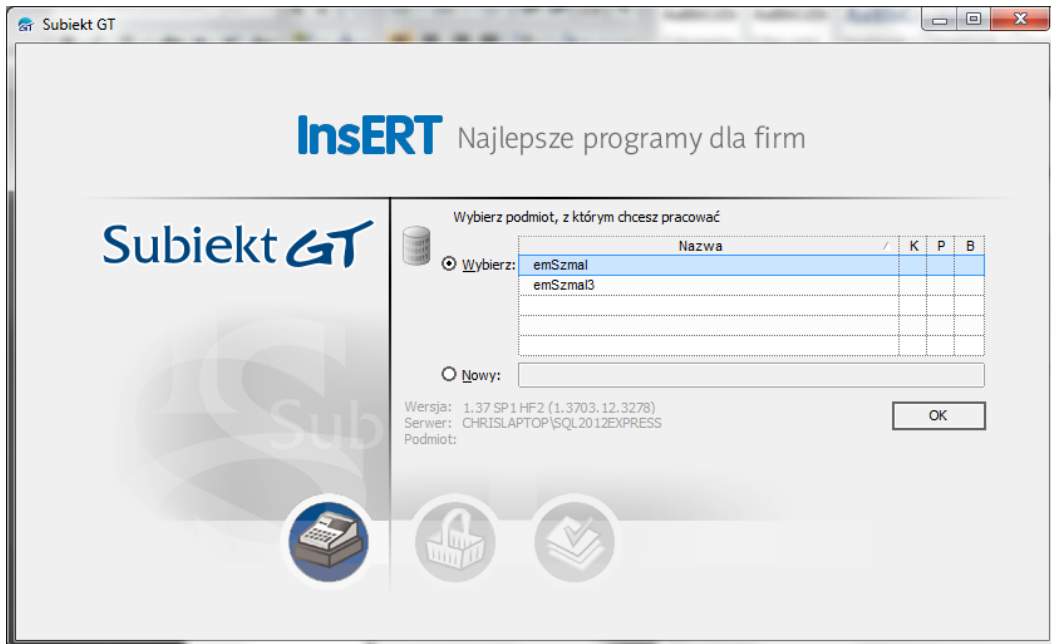 Subiekt GT
InsERT Najlepsze programy dla firm
Subiekt GT
Wybierz podmiot, z którym chcesz pracować
Nazwa K P B
Wybierz: emSzmal
emSzmal3
Nowy:
Wersja: 1.37 SP1 HF2 (1.3703.12.3278)
Serwer: CHRISLAPTOP\SQL2012EXPRESS
Podmiot:
OK
Sub